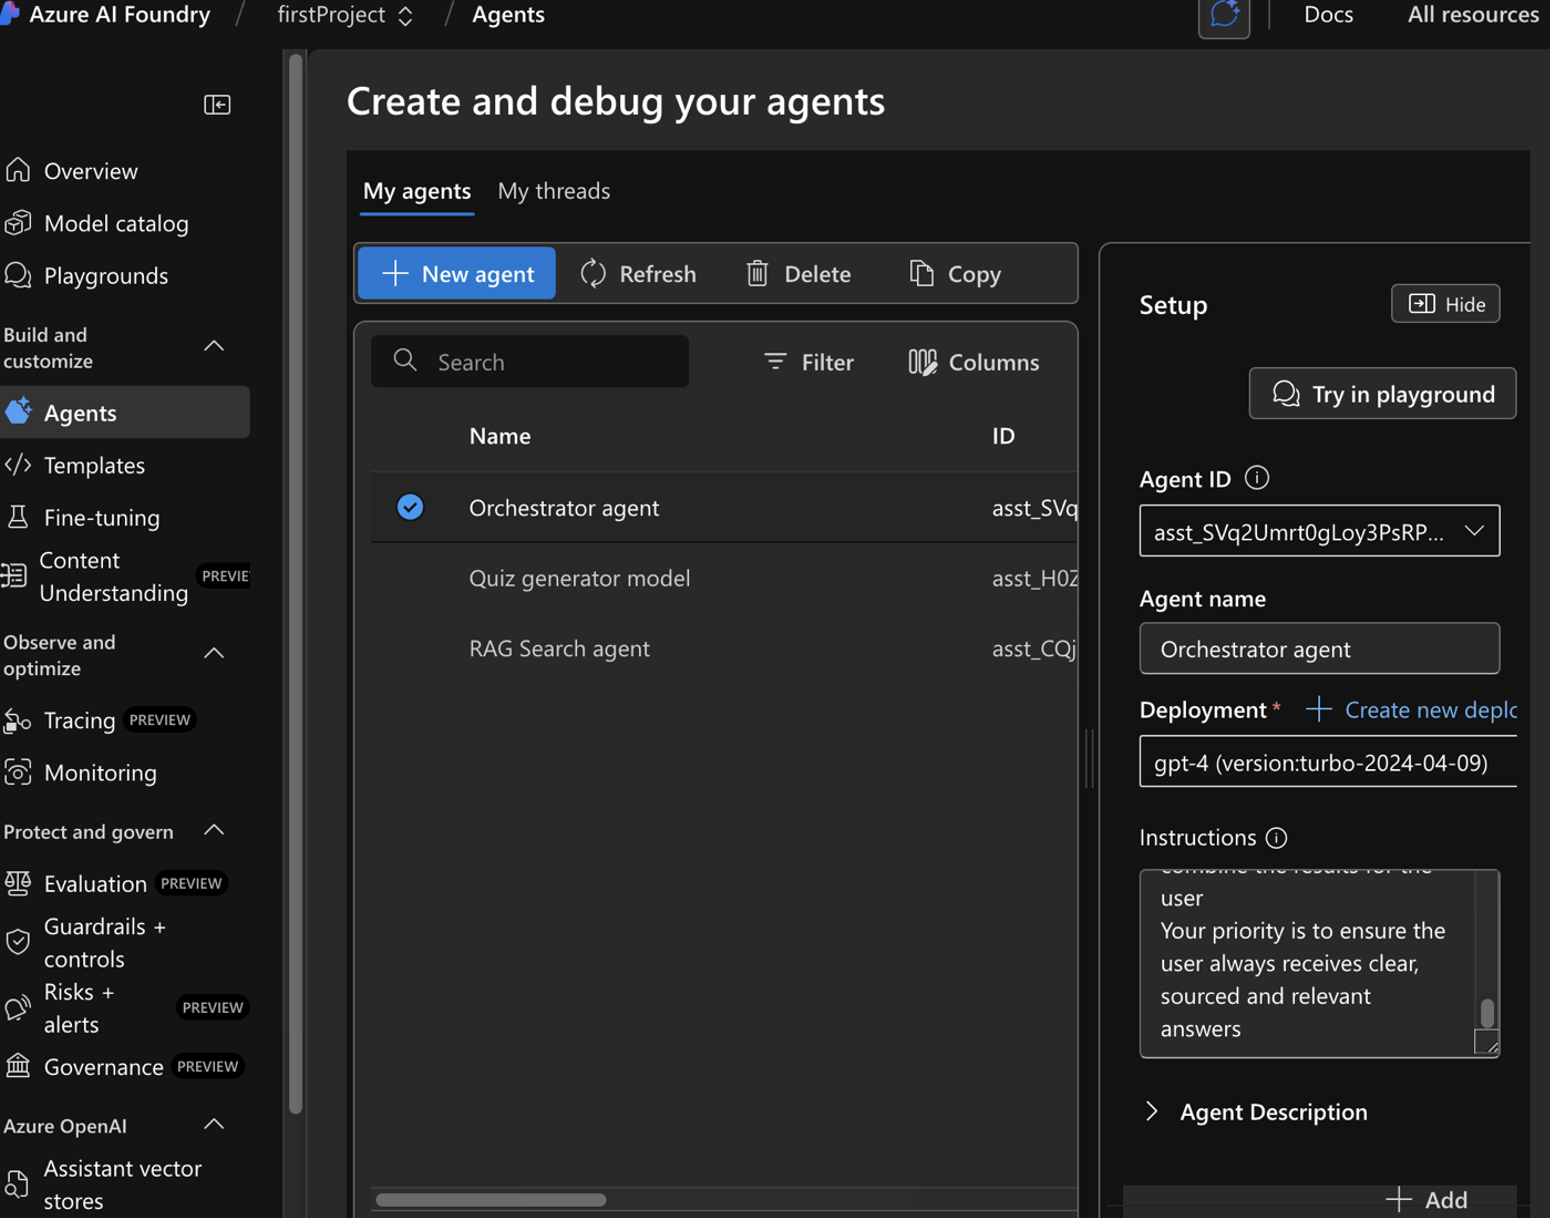 Azure AI Foundry / firstProject / Agents
Docs
All resources
Create and debug your agents
Overview
Model catalog
Playgrounds
Build and
customize
Agents
Templates
Fine-tuning
Content
Understanding
PREVIE
Observe and
optimize
Tracing PREVIEW
Monitoring
Protect and govern
Evaluation PREVIEW
Guardrails +
controls
Risks +
alerts
PREVIEW
Governance PREVIEW
Azure OpenAI
Assistant vector
stores
My agents
My threads
New agent
Refresh
Delete
Copy
Search
Filter
Columns
Name ID
Orchestrator agent asst_SVq
Quiz generator model asst_H0Z
RAG Search agent asst_CQj
Setup
Hide
Try in playground
Agent ID
asst_SVq2Umrt0gLoy3PsRP...
Agent name
Orchestrator agent
Deployment * + Create new deplo
gpt-4 (version:turbo-2024-04-09)
Instructions
combine the results for the
user
Your priority is to ensure the
user always receives clear,
sourced and relevant
answers
Agent Description
+ Add